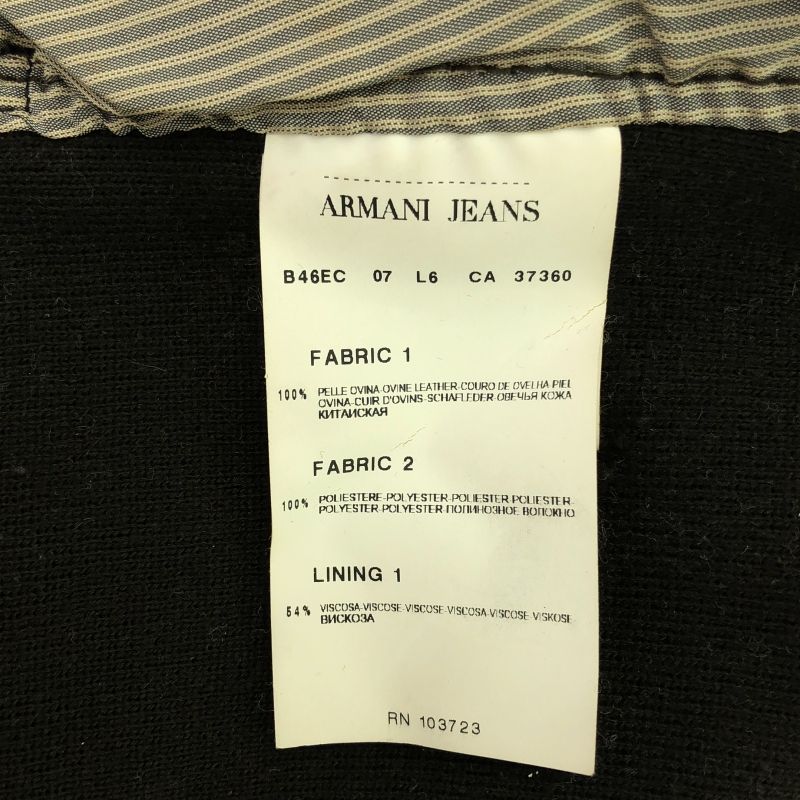 ARMANI JEANS
B46EC 07 L6 CA 37360
FABRIC 1
100% PELLE OVINA-OVINE LEATHER-COURO DE OVELHA PIEL
OVINA-CUIR D'OVINS-SCHAFLEDER-ОВЕЧЬЯ КОЖА
КИТАИСКАЯ
FABRIC 2
100% POLIESTERE-POLYESTER-POLIESTER-POLIESTER-
POLYESTER-POLYESTER-ПОЛИНОЗНОЕ ВОЛОКНО
LINING 1
54% VISCOSA-VISCOSE-VISCOSE-VISCOSA-VISCOSE-VISKOSE
ВИСКОЗА
RN 103723